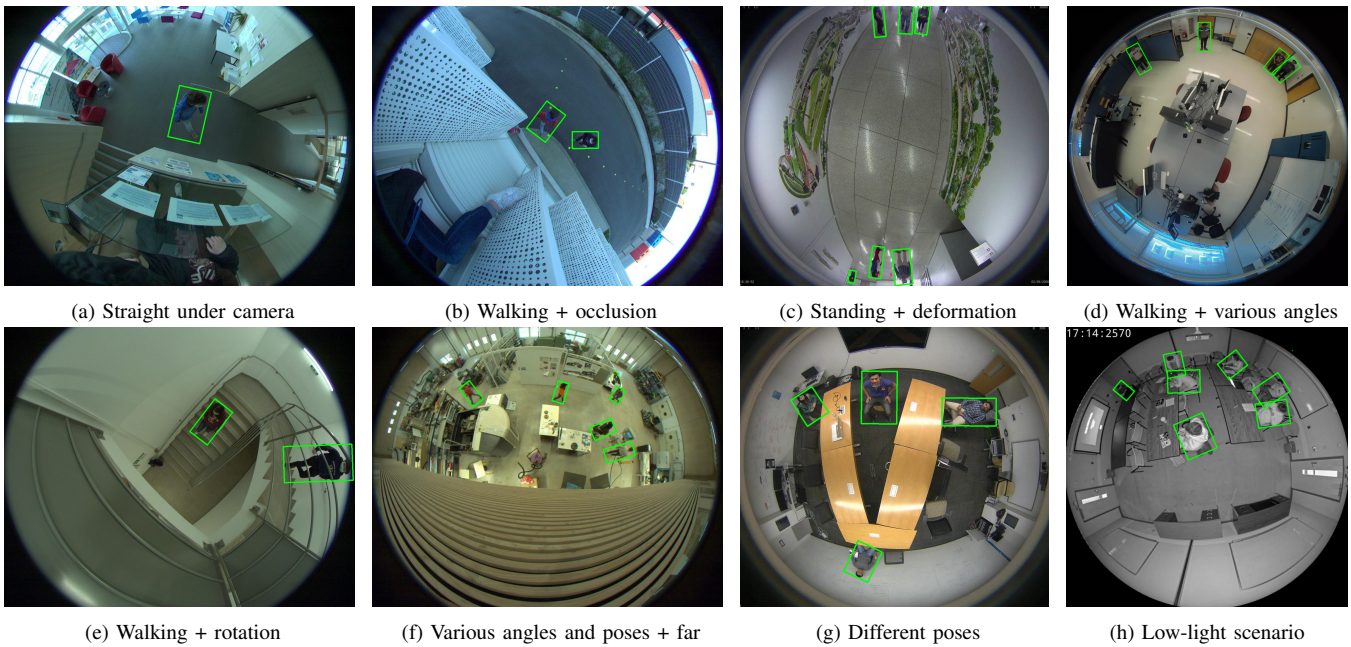 (a) Straight under camera
(b) Walking + occlusion
(c) Standing + deformation
(d) Walking + various angles
17:14:2570
(e) Walking + rotation
(f) Various angles and poses + far
(g) Different poses
(h) Low-light scenario